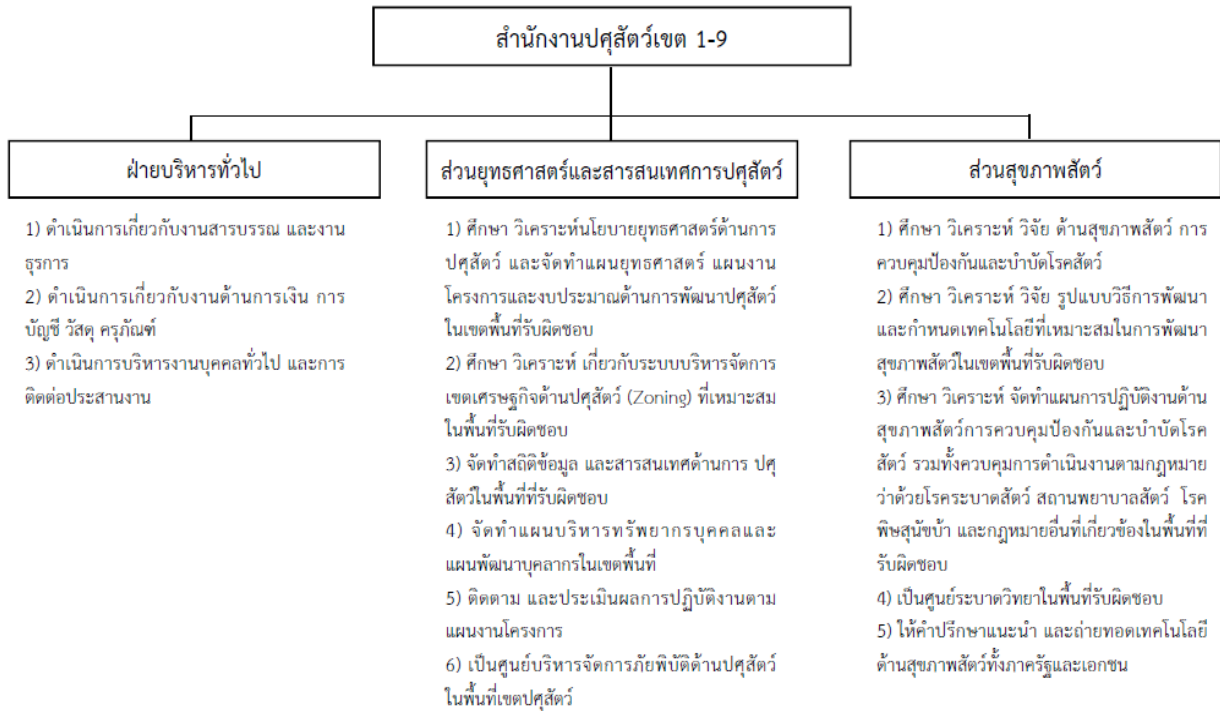 สำนักงานปศุสัตว์เขต 1-9
ฝ่ายบริหารทั่วไป
1) ดำเนินการเกี่ยวกับงานสารบรรณ และงาน
ธุรการ
2) ดำเนินการเกี่ยวกับงานด้านการเงิน การ
บัญชี วัสดุ ครุภัณฑ์
3) ดำเนินการบริหารงานบุคคลทั่วไป และการ
ติดต่อประสานงาน
ส่วนยุทธศาสตร์และสารสนเทศการปศุสัตว์
1) ศึกษา วิเคราะห์นโยบายยุทธศาสตร์ด้านการ
ปศุสัตว์ และจัดทำแผนยุทธศาสตร์ แผนงาน
โครงการและงบประมาณด้านการพัฒนาปศุสัตว์
ในเขตพื้นที่รับผิดชอบ
2) ศึกษา วิเคราะห์ เกี่ยวกับระบบบริหารจัดการ
เขตเศรษฐกิจด้านปศุสัตว์ (Zoning) ที่เหมาะสม
ในพื้นที่รับผิดชอบ
3) จัดทำสถิติข้อมูล และสารสนเทศด้านการ ปศุ
สัตว์ในพื้นที่ที่รับผิดชอบ
4) จัดทำแผนบริหารทรัพยากรบุคคลและ
แผนพัฒนาบุคลากรในเขตพื้นที่
5) ติดตาม และประเมินผลการปฏิบัติงานตาม
แผนงานโครงการ
6) เป็นศูนย์บริหารจัดการภัยพิบัติด้านปศุสัตว์
ในพื้นที่เขตปศุสัตว์
ส่วนสุขภาพสัตว์
1) ศึกษา วิเคราะห์ วิจัย ด้านสุขภาพสัตว์ การ
ควบคุมป้องกันและบำบัดโรคสัตว์
2) ศึกษา วิเคราะห์ วิจัย รูปแบบวิธีการพัฒนา
และกำหนดเทคโนโลยีที่เหมาะสมในการพัฒนา
สุขภาพสัตว์ในเขตพื้นที่รับผิดชอบ
3) ศึกษา วิเคราะห์ จัดทำแผนการปฏิบัติงานด้าน
สุขภาพสัตว์การควบคุมป้องกันและบำบัดโรค
สัตว์ รวมทั้งควบคุมการดำเนินงานตามกฎหมาย
ว่าด้วยโรคระบาดสัตว์ สถานพยาบาลสัตว์ โรค
พิษสุนัขบ้า และกฎหมายอื่นที่เกี่ยวข้องในพื้นที่ที่
รับผิดชอบ
4) เป็นศูนย์ระบาดวิทยาในพื้นที่รับผิดชอบ
5) ให้คำปรึกษาแนะนำ และถ่ายทอดเทคโนโลยี
ด้านสุขภาพสัตว์ทั้งภาครัฐและเอกชน